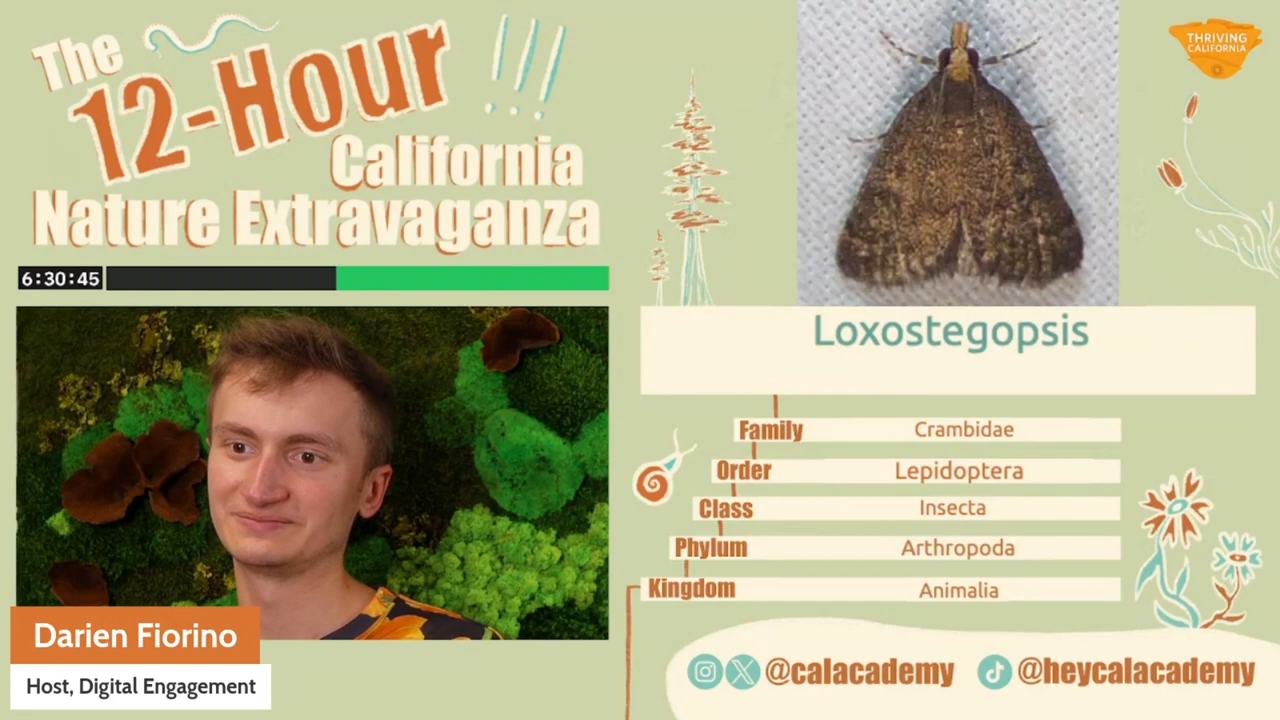 The
12-Hour
!!!
California
Nature Extravaganza
6:30:45
THRIVING
CALIFORNIA
Loxostegopsis
Family Crambidae
Order Lepidoptera
Class Insecta
Phylum Arthropoda
Kingdom Animalia
Darien Fiorino
Host, Digital Engagement
@calacademy @heycalacademy